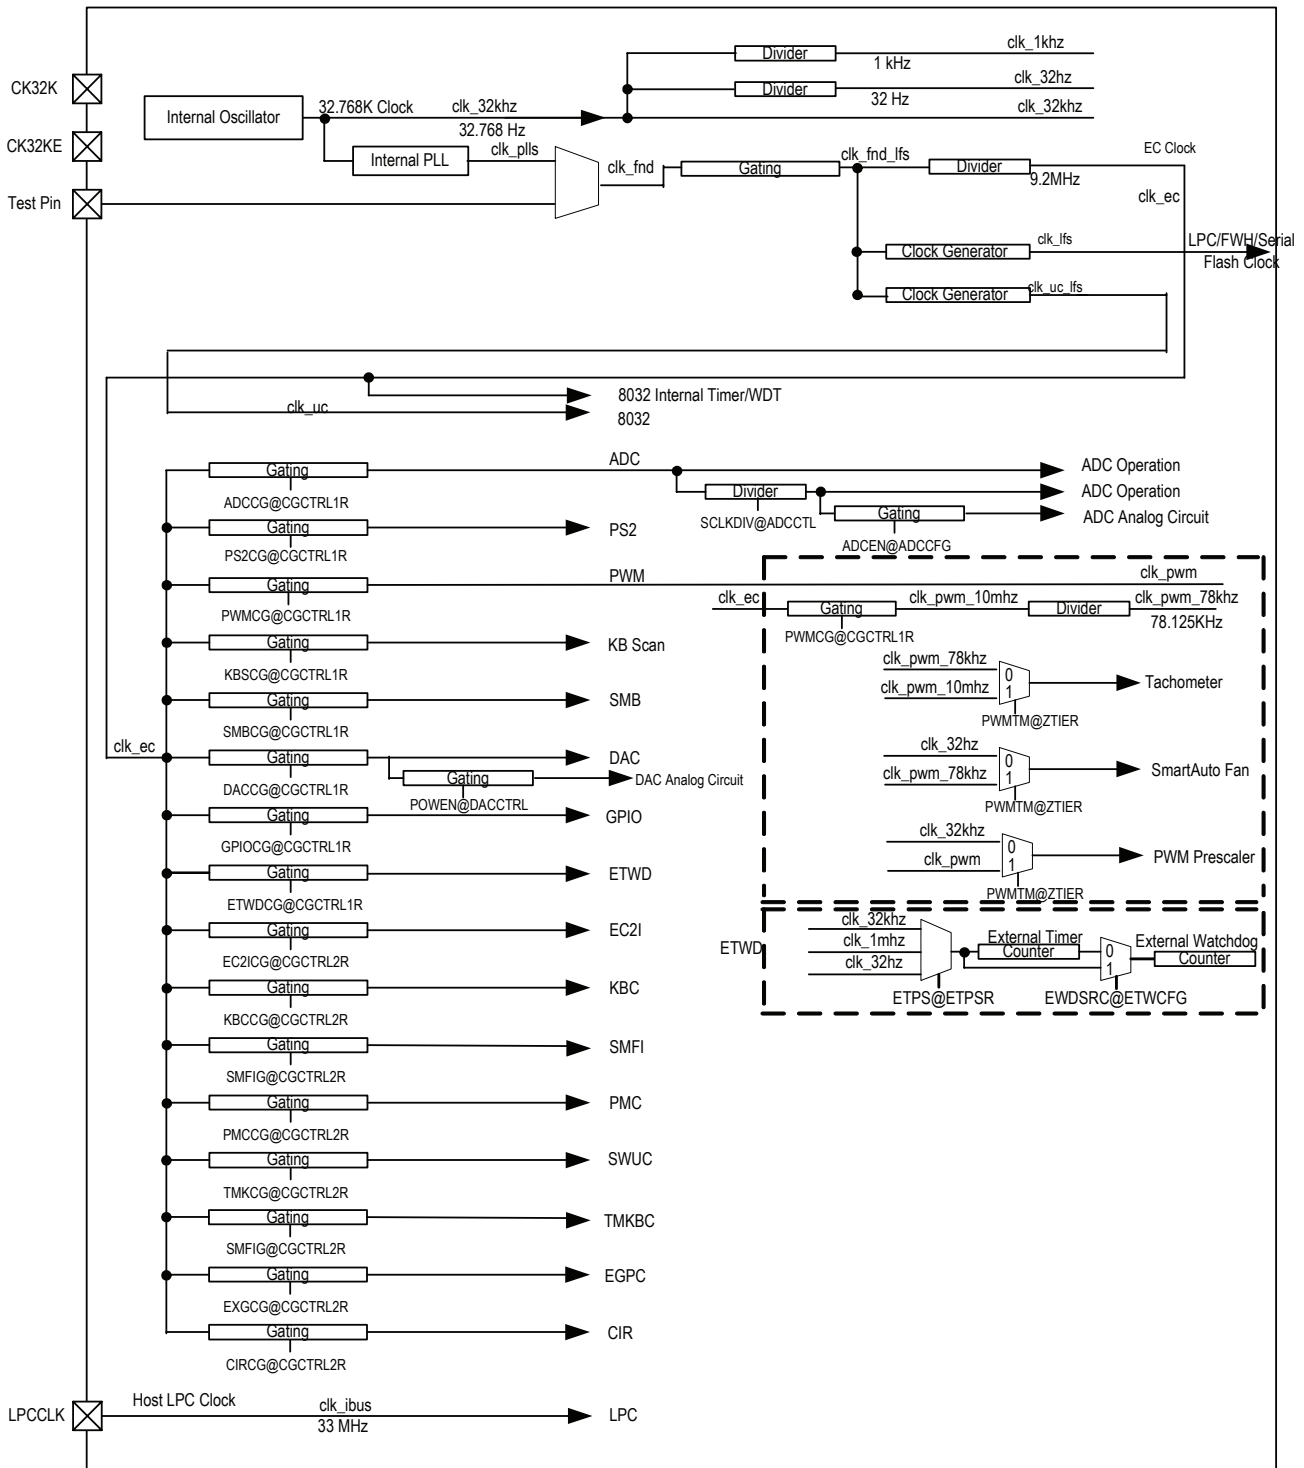 CK32K
CK32KE
Test Pin
Internal Oscillator
32.768K Clock
clk_32khz
32.768 Hz
Divider
1 kHz
clk_1khz
Divider
32 Hz
clk_32hz
clk_32khz
Internal PLL
clk_plls
clk_fnd
Gating
clk_fnd_lfs
Divider
9.2MHz
EC Clock
clk_ec
Clock Generator
clk_lfs
LPC/FWH/Serial
Flash Clock
Clock Generator
clk_uc_lfs
8032 Internal Timer/WDT
clk_uc
8032
Gating
ADCCG@CGCTRL1R
ADC
ADC Operation
Divider
SCLKDIV@ADCCTL
ADC Operation
Gating
ADCEN@ADCCFG
ADC Analog Circuit
Gating
PS2CG@CGCTRL1R
PS2
Gating
PWMCG@CGCTRL1R
PWM
clk_pwm
clk_ec
Gating
PWMCG@CGCTRL1R
clk_pwm_10mhz
Divider
clk_pwm_78khz
78.125KHz
Gating
KBSCG@CGCTRL1R
KB Scan
clk_pwm_78khz
clk_pwm_10mhz
0
1
PWMTM@ZTIER
Tachometer
Gating
SMBCG@CGCTRL1R
SMB
clk_ec
Gating
DACCG@CGCTRL1R
DAC
Gating
POWEN@DACCTRL
DAC Analog Circuit
clk_32hz
clk_pwm_78khz
0
1
PWMTM@ZTIER
SmartAuto Fan
Gating
GPIOCG@CGCTRL1R
GPIO
clk_32khz
clk_pwm
0
1
PWMTM@ZTIER
PWM Prescaler
Gating
ETWDCG@CGCTRL1R
ETWD
Gating
EC2ICG@CGCTRL2R
EC2I
ETWD
clk_32khz
clk_1mhz
clk_32hz
ETPS@ETPSR
External Timer
Counter
0
1
EWDSRC@ETWCFG
External Watchdog
Counter
Gating
KBCCG@CGCTRL2R
KBC
Gating
SMFIG@CGCTRL2R
SMFI
Gating
PMCCG@CGCTRL2R
PMC
Gating
TMKCG@CGCTRL2R
SWUC
Gating
SMFIG@CGCTRL2R
TMKBC
Gating
EXGCG@CGCTRL2R
EGPC
Gating
CIRCG@CGCTRL2R
CIR
LPCCLK
Host LPC Clock
clk_ibus
33 MHz
LPC